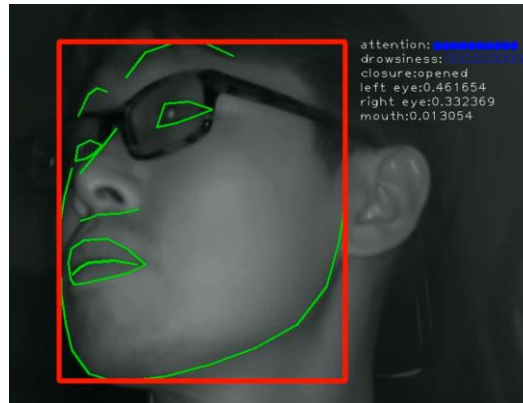 attention:
drowsiness:
closure:opened
left eye:0.461654
right eye:0.332369
mouth:0.013054